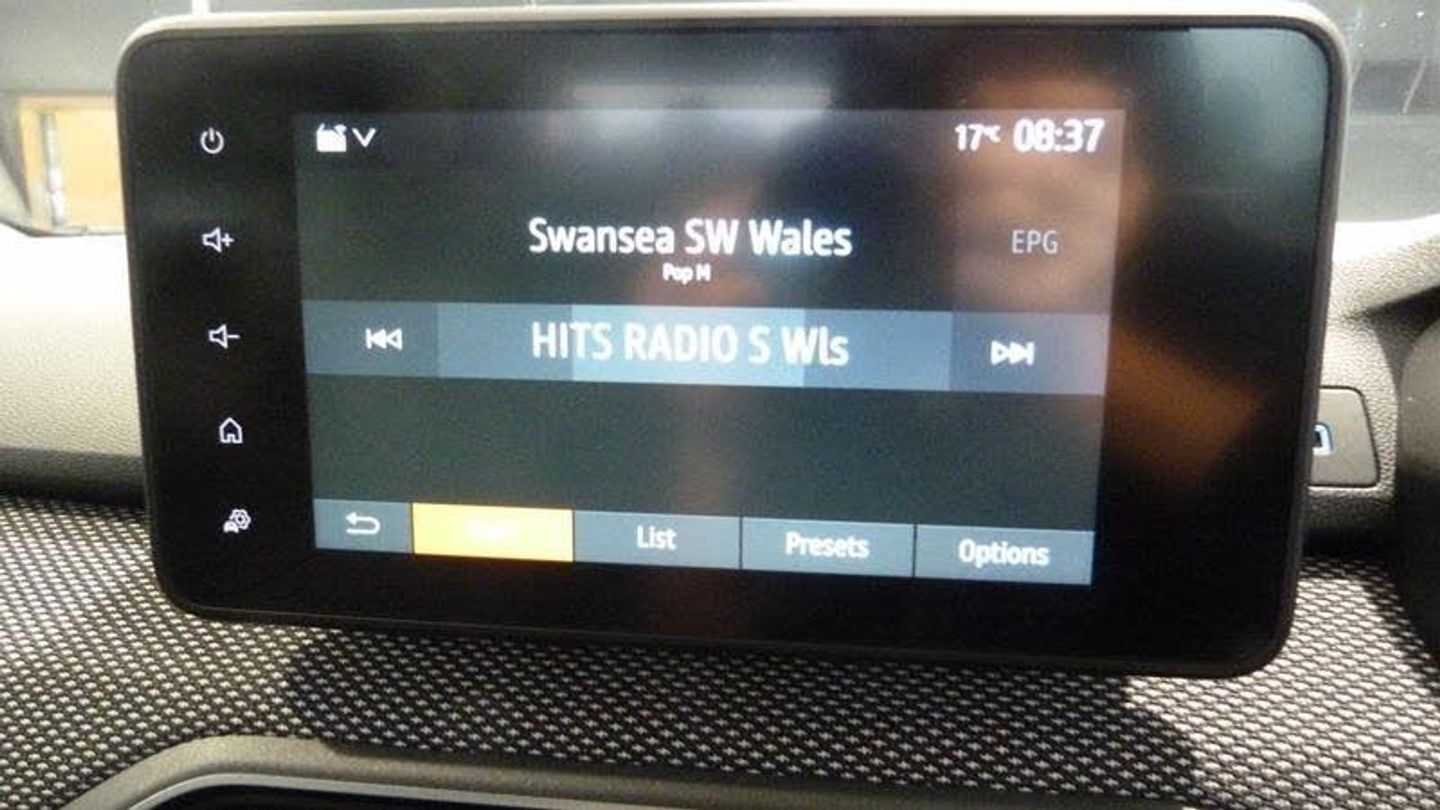 17°C 08:37
Swansea SW Wales
EPG
Pop M
HITS RADIO S Wls
List
Presets
Options